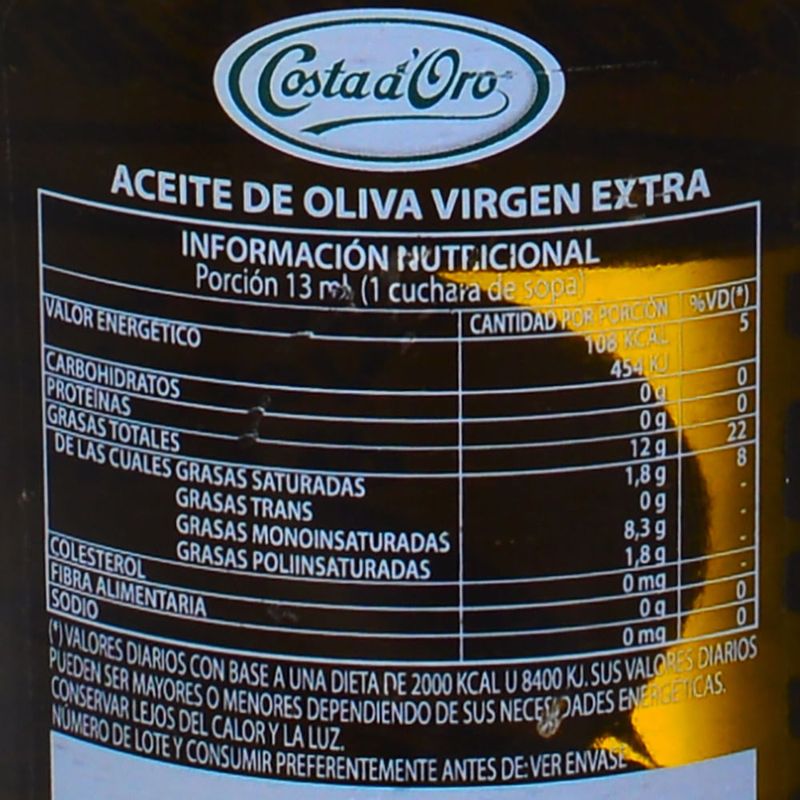 Costa d'Oro
ACEITE DE OLIVA VIRGEN EXTRA
INFORMACIÓN NUTRICIONAL
Porción 13 ml (1 cuchara de sopa)
CANTIDAD POR PORCIÓN %VD(*)
VALOR ENERGÉTICO 108 KCAL 5
454 KJ
CARBOHIDRATOS 0 g 0
PROTEÍNAS 0 g 0
GRASAS TOTALES 12 g 22
DE LAS CUALES GRASAS SATURADAS 1,8 g 8
GRASAS TRANS 0 g -
GRASAS MONOINSATURADAS 8,3 g -
GRASAS POLIINSATURADAS 1,8 g -
COLESTEROL 0 mg -
FIBRA ALIMENTARIA 0 g 0
SODIO 0 mg 0
(*) VALORES DIARIOS CON BASE A UNA DIETA DE 2000 KCAL U 8400 KJ. SUS VALORES DIARIOS
PUEDEN SER MAYORES O MENORES DEPENDIENDO DE SUS NECESIDADES ENERGÉTICAS.
CONSERVAR LEJOS DEL CALOR Y LA LUZ.
NÚMERO DE LOTE Y CONSUMIR PREFERENTEMENTE ANTES DE: VER ENVASE